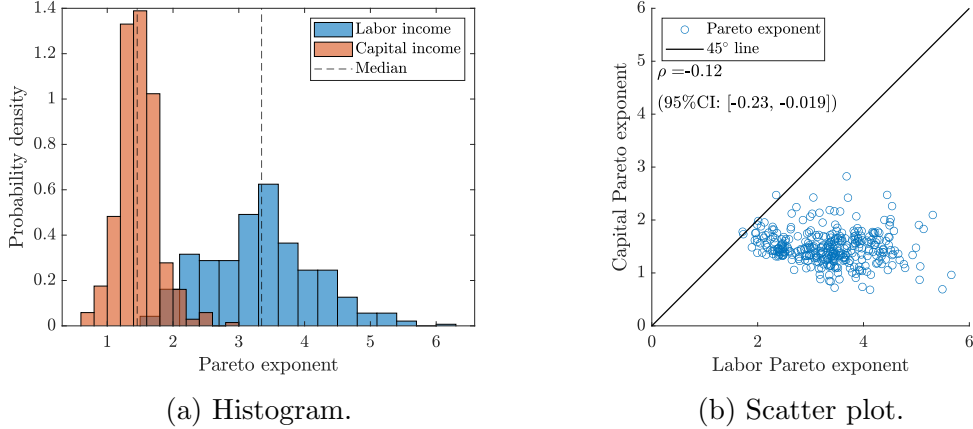 Labor income
Capital income
Median
Probability density
1.4
1.2
1
0.8
0.6
0.4
0.2
0
1 2 3 4 5 6
Pareto exponent
(a) Histogram.
Pareto exponent
45° line
ρ =-0.12
(95%CI: [-0.23, -0.019])
Capital Pareto exponent
6
5
4
3
2
1
0
0 2 4 6
Labor Pareto exponent
(b) Scatter plot.